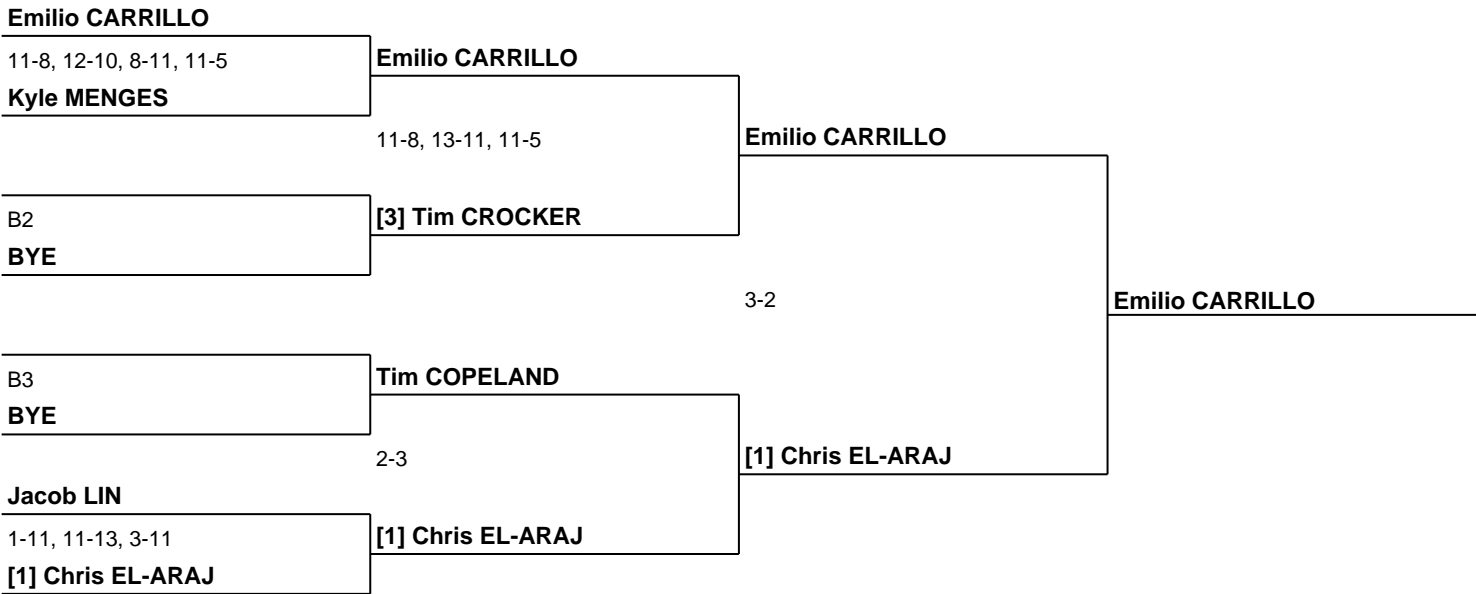 Emilio CARRILLO
11-8, 12-10, 8-11, 11-5
Emilio CARRILLO
Kyle MENGES
11-8, 13-11, 11-5
Emilio CARRILLO
B2
[3] Tim CROCKER
BYE
3-2
Emilio CARRILLO
B3
Tim COPELAND
BYE
2-3
[1] Chris EL-ARAJ
Jacob LIN
1-11, 11-13, 3-11
[1] Chris EL-ARAJ
[1] Chris EL-ARAJ